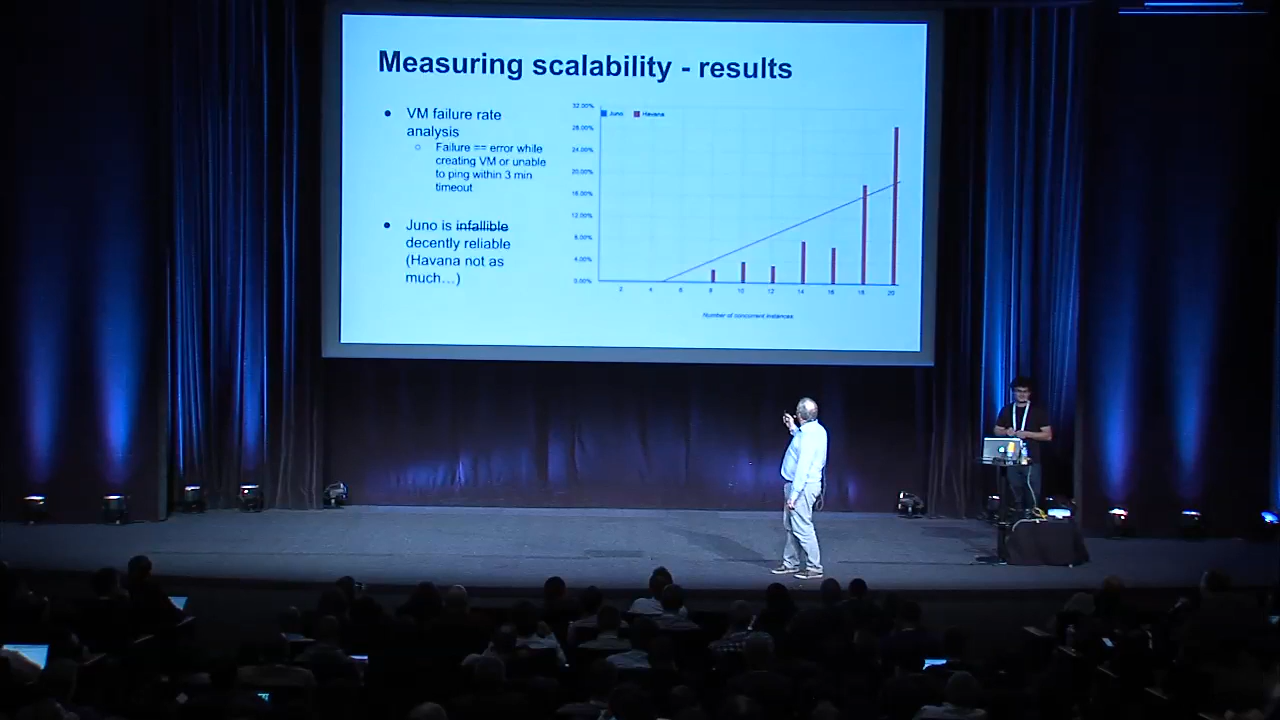 Measuring scalability - results
VM failure rate
analysis
Failure == error while
creating VM or unable
to ping within 3 min
timeout
Juno is infallible
decently reliable
(Havana not as
much…)
Juno Havana
32.00%
28.00%
24.00%
20.00%
16.00%
12.00%
8.00%
4.00%
0.00%
2 4 6 8 10 12 14 16 18 20
Number of concurrent instances